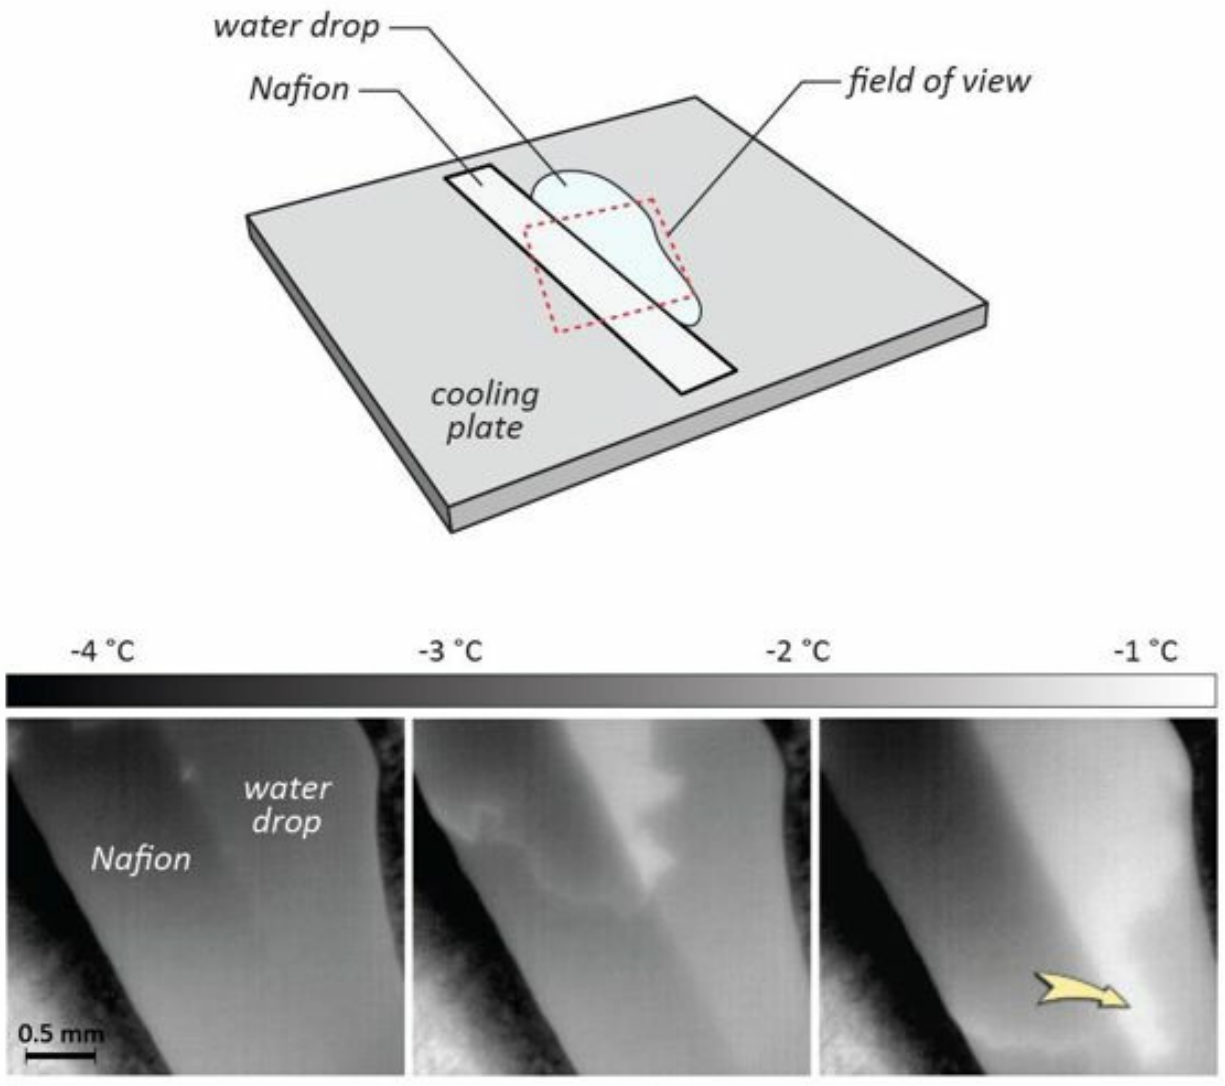 water drop
Nafion
field of view
cooling
plate
-4 °C
-3 °C
-2 °C
-1 °C
water
drop
Nafion
0.5 mm